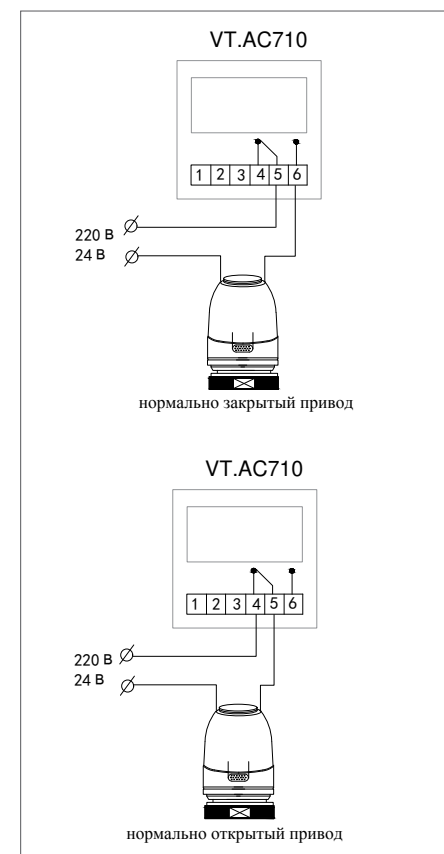 VT.AC710
1 2 3 4 5 6
220 В
24 В
нормально закрытый привод
VT.AC710
1 2 3 4 5 6
220 В
24 В
нормально открытый привод